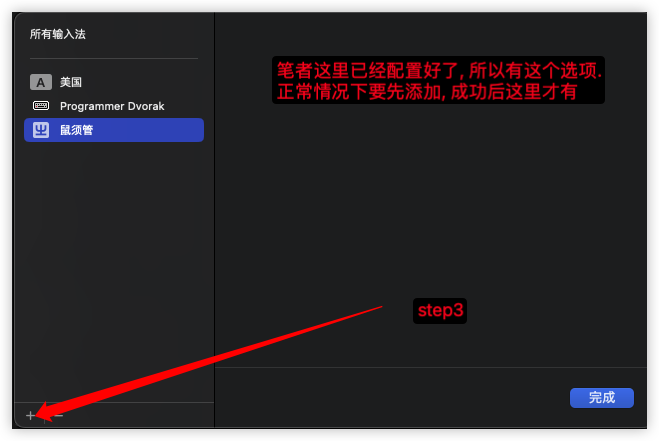 所有输入法
A 美国
Programmer Dvorak
鼠须管
笔者这里已经配置好了, 所以有这个选项.
正常情况下要先添加, 成功后这里才有
step3
+ −
完成